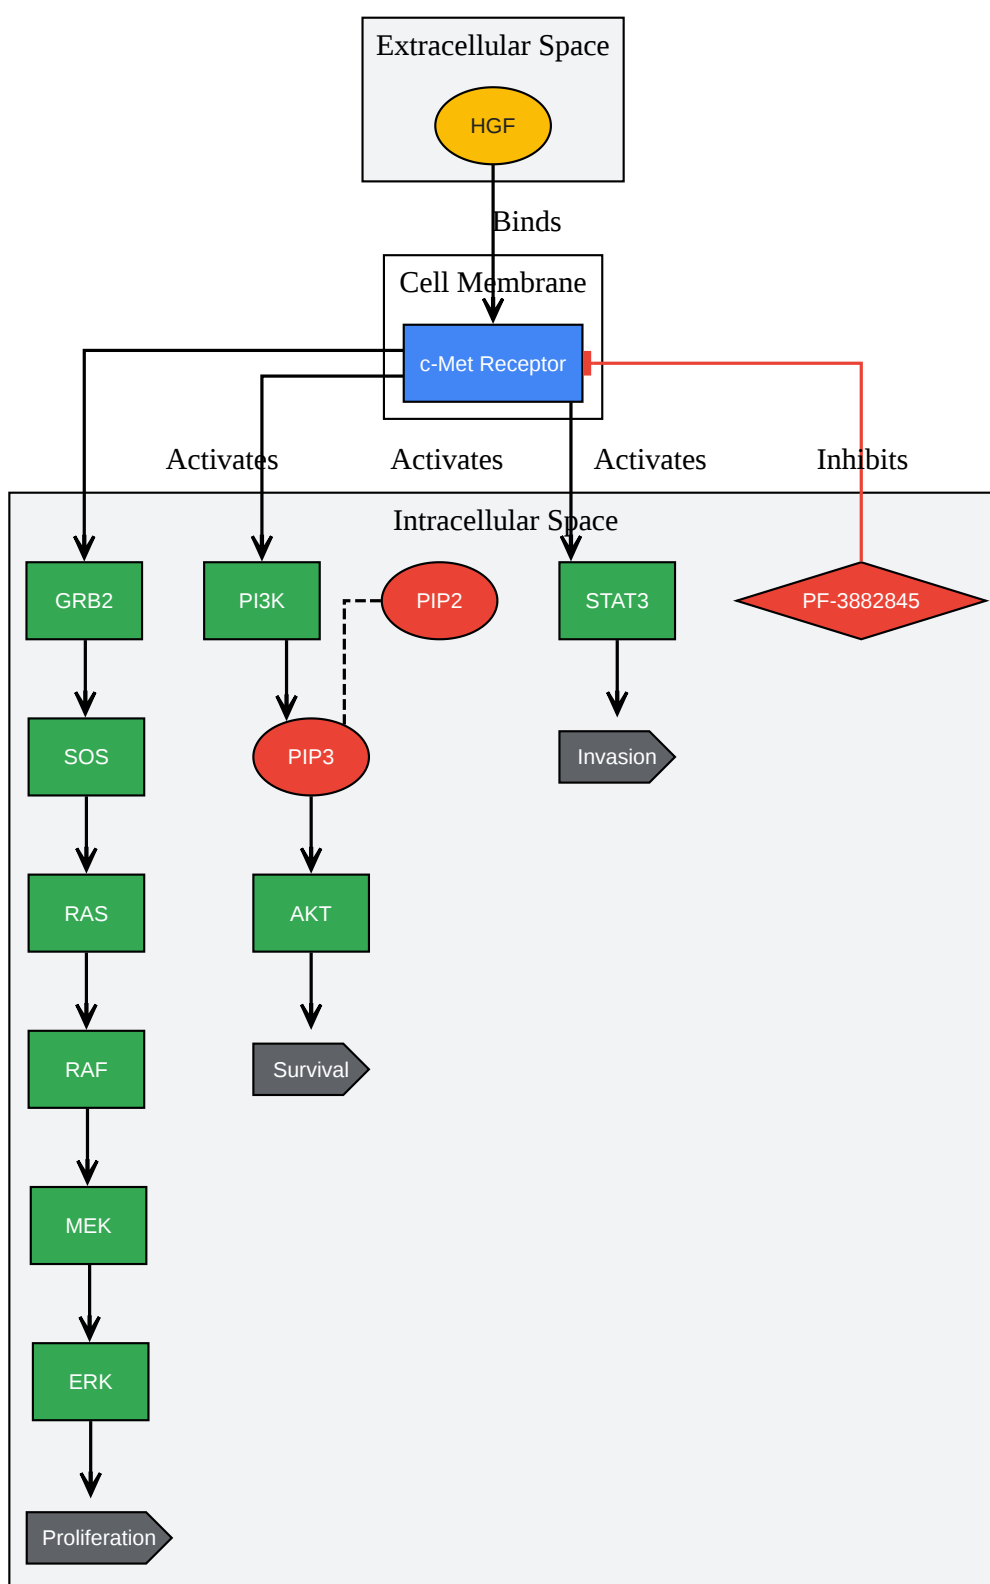 Extracellular Space
HGF
Binds
Cell Membrane
c-Met Receptor
Activates
Activates
Activates
Inhibits
Intracellular Space
GRB2
PI3K
PIP2
STAT3
PF-3882845
SOS
PIP3
Invasion
RAS
AKT
RAF
Survival
MEK
ERK
Proliferation